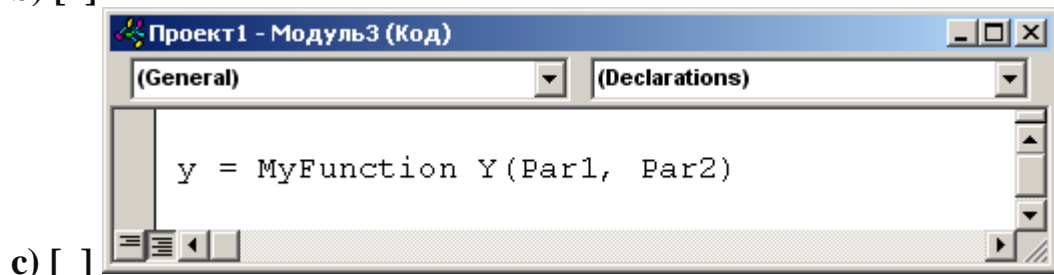 Проект1 - Модуль3 (Код)
(General) (Declarations)
y = MyFunction Y(Par1, Par2)
c) [ ]